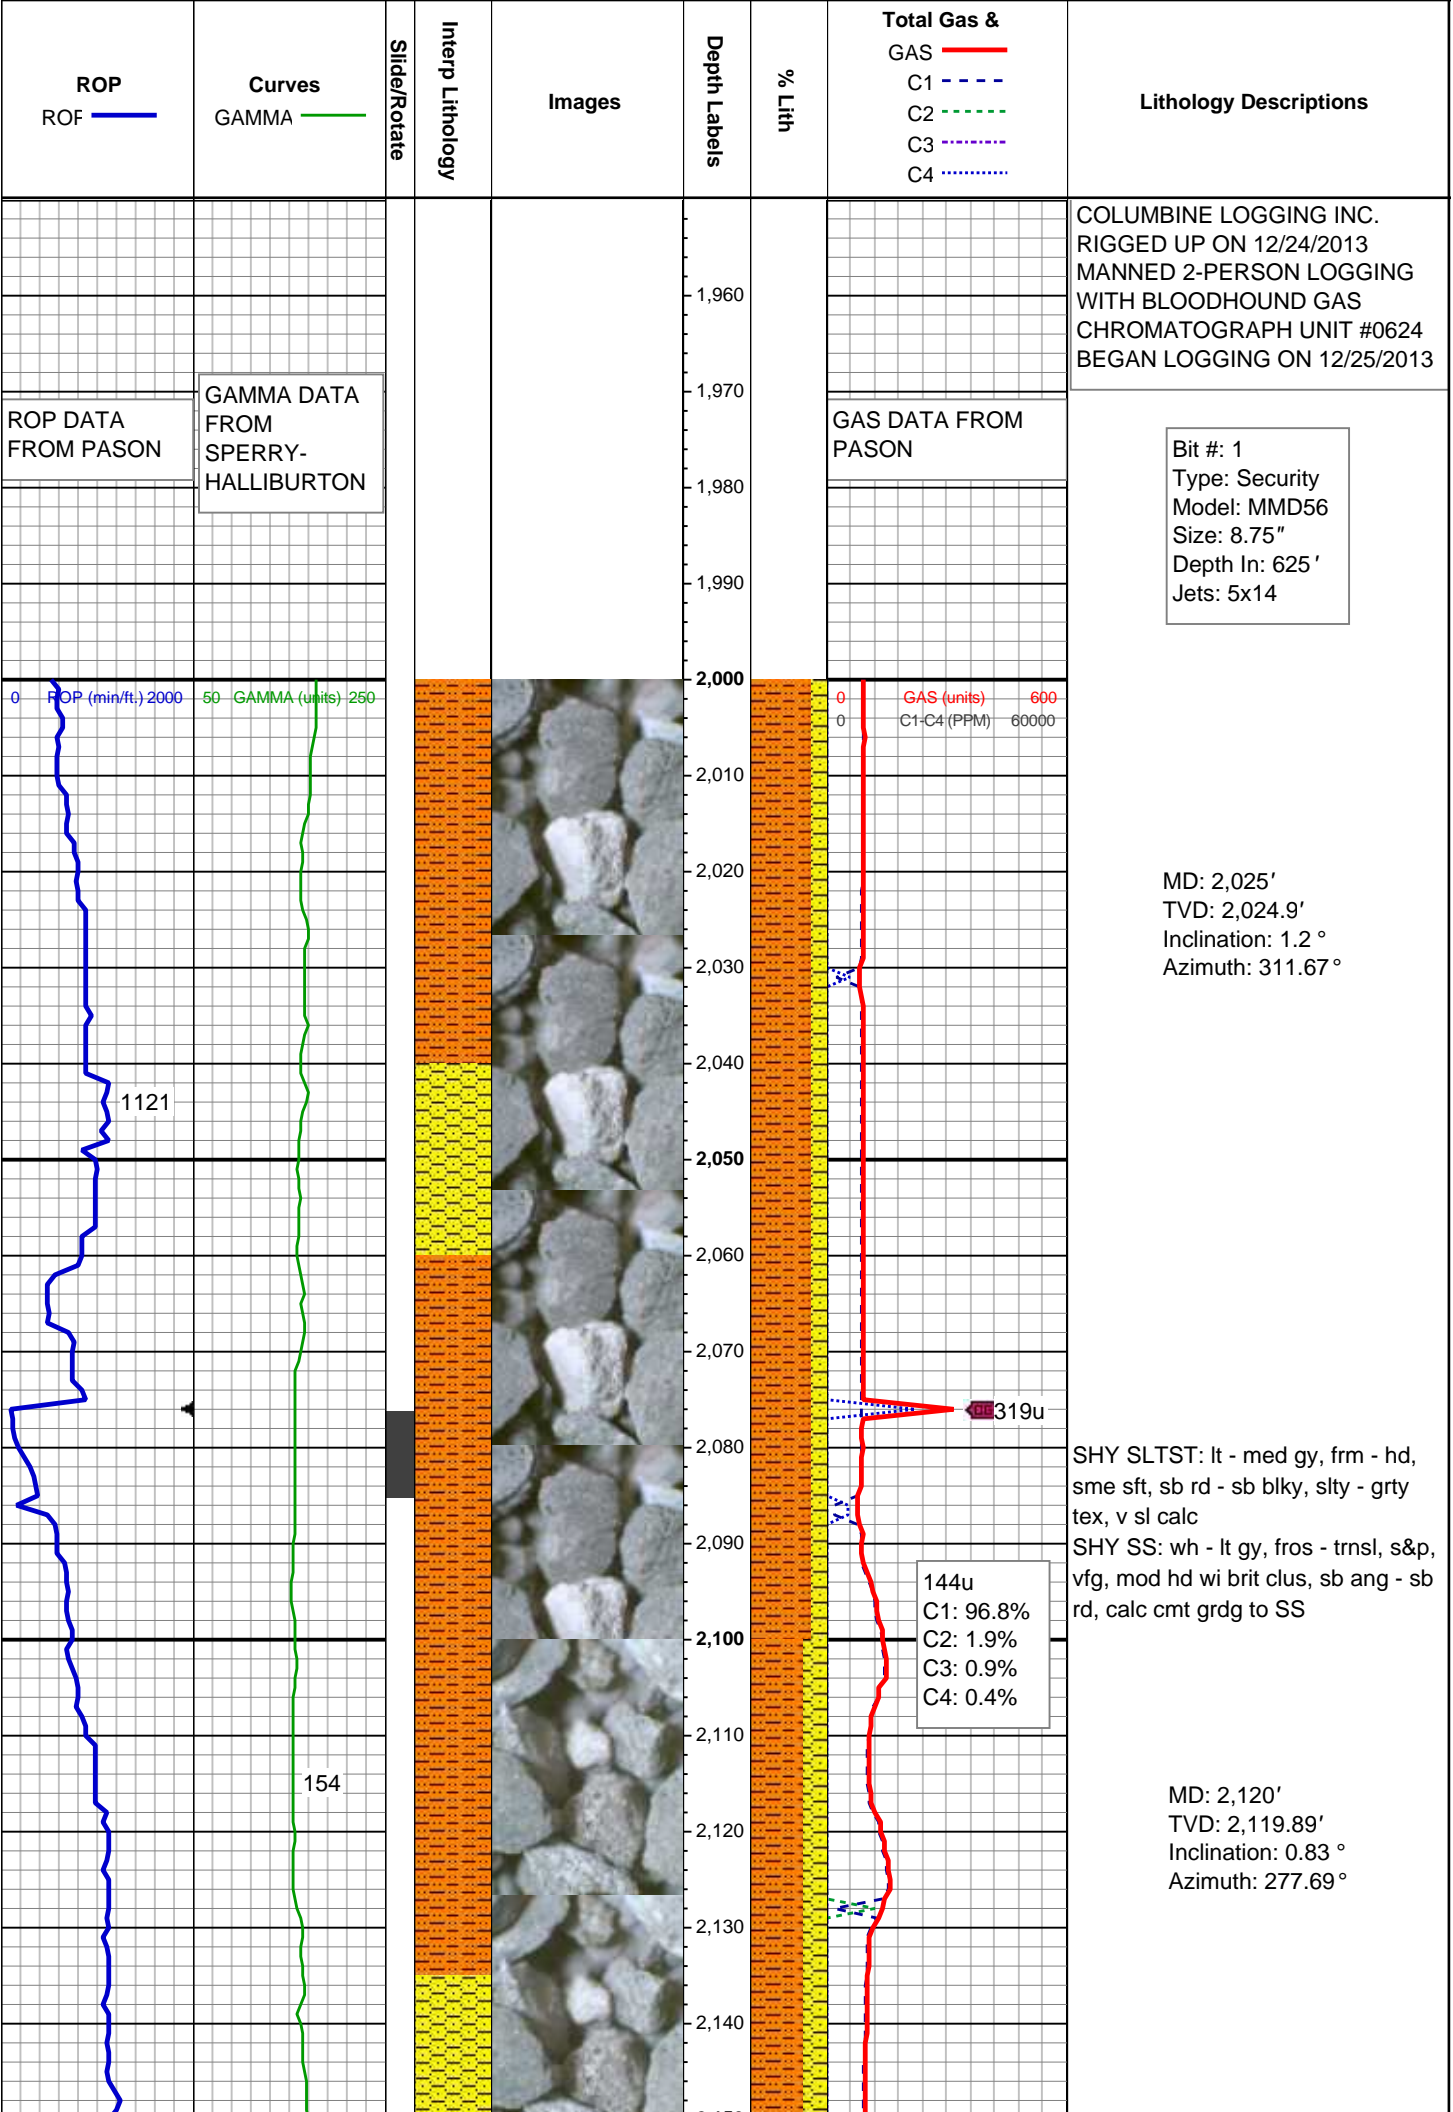 ROP
ROF
Curves
GAMMA
Slide/Rotate
Interp Lithology
Images
Depth Labels
% Lith
Total Gas &
GAS
C1
C2
C3
C4
Lithology Descriptions
COLUMBINE LOGGING INC.
RIGGED UP ON 12/24/2013
MANNED 2-PERSON LOGGING
WITH BLOODHOUND GAS
CHROMATOGRAPH UNIT #0624
BEGAN LOGGING ON 12/25/2013
1,960
1,970
ROP DATA
FROM PASON
GAMMA DATA
FROM
SPERRY-
HALLIBURTON
GAS DATA FROM
PASON
Bit #: 1
Type: Security
Model: MMD56
Size: 8.75"
Depth In: 625'
Jets: 5x14
1,980
1,990
2,000
0 ROP (min/ft.) 2000
50 GAMMA (units) 250
0 GAS (units) 600
0 C1-C4 (PPM) 60000
2,010
2,020
MD: 2,025'
TVD: 2,024.9'
Inclination: 1.2 °
Azimuth: 311.67°
2,030
2,040
1121
2,050
2,060
2,070
OG 319u
2,080
SHY SLTST: lt - med gy, frm - hd,
sme sft, sb rd - sb blky, slty - grty
tex, v sl calc
SHY SS: wh - lt gy, fros - trnsl, s&p,
vfg, mod hd wi brit clus, sb ang - sb
rd, calc cmt grdg to SS
2,090
144u
C1: 96.8%
C2: 1.9%
C3: 0.9%
C4: 0.4%
2,100
2,110
154
MD: 2,120'
TVD: 2,119.89'
Inclination: 0.83 °
Azimuth: 277.69°
2,120
2,130
2,140